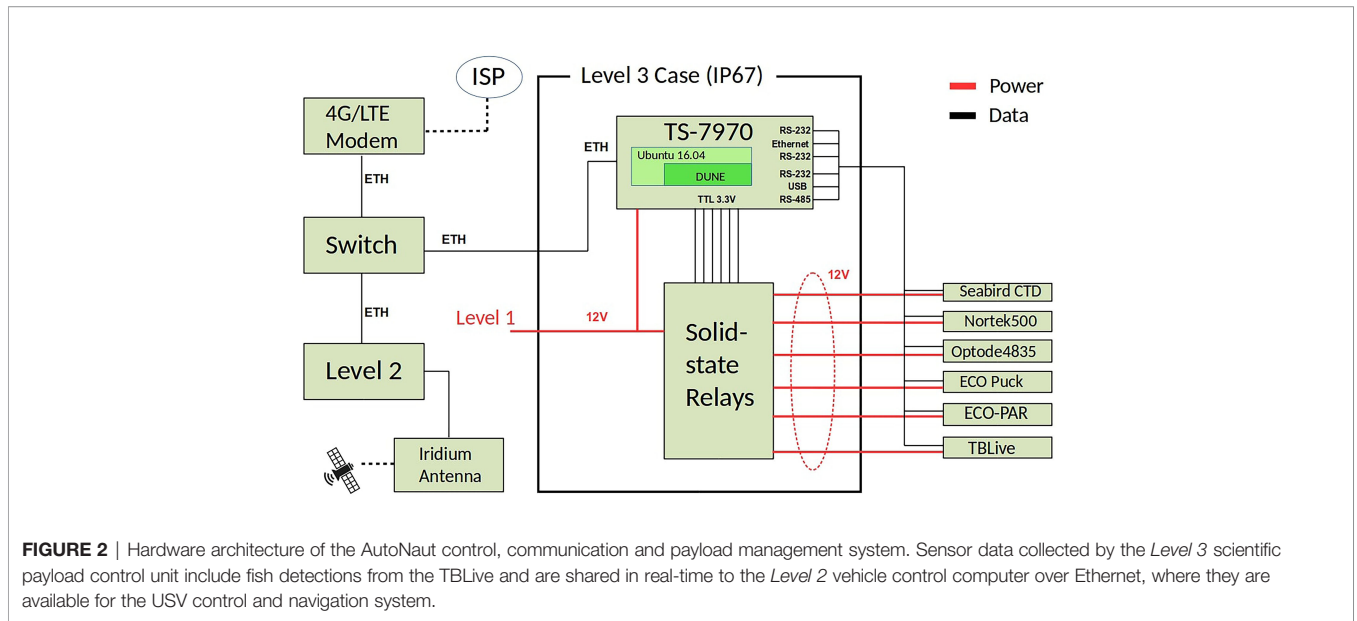 ISP
Level 3 Case (IP67)
Power
Data
4G/LTE
Modem
ETH
Switch
ETH
ETH
Level 2
Iridium
Antenna
ETH
TS-7970
Ubuntu 16.04
DUNE
TTL 3.3V
RS-232
Ethernet
RS-232
RS-232
USB
RS-485
Level 1
12V
12V
Solid-
state
Relays
Seabird CTD
Nortek500
Optode4835
ECO Puck
ECO-PAR
TBLive
FIGURE 2 | Hardware architecture of the AutoNaut control, communication and payload management system. Sensor data collected by the Level 3 scientific
payload control unit include fish detections from the TBLive and are shared in real-time to the Level 2 vehicle control computer over Ethernet, where they are
available for the USV control and navigation system.